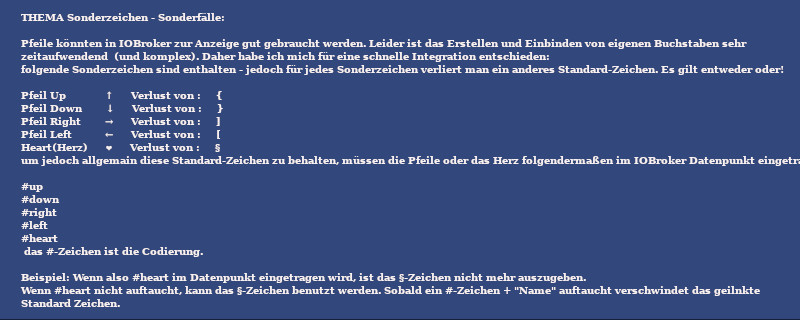 THEMA Sonderzeichen - Sonderfälle:
Pfeile könnten in IOBroker zur Anzeige gut gebraucht werden. Leider ist das Erstellen und Einbinden von eigenen Buchstaben sehr
zeitaufwendend (und komplex). Daher habe ich mich für eine schnelle Integration entschieden:
folgende Sonderzeichen sind enthalten - jedoch für jedes Sonderzeichen verliert man ein anderes Standard-Zeichen. Es gilt entweder oder!
Pfeil Up ↑ Verlust von : {
Pfeil Down ↓ Verlust von : }
Pfeil Right → Verlust von : ]
Pfeil Left ← Verlust von : [
Heart(Herz) ❤ Verlust von : §
um jedoch allgemein diese Standard-Zeichen zu behalten, müssen die Pfeile oder das Herz folgendermaßen im IOBroker Datenpunkt eingetra
#up
#down
#right
#left
#heart
das #-Zeichen ist die Codierung.
Beispiel: Wenn also #heart im Datenpunkt eingetragen wird, ist das §-Zeichen nicht mehr auszugeben.
Wenn #heart nicht auftaucht, kann das §-Zeichen benutzt werden. Sobald ein #-Zeichen + "Name" auftaucht verschwindet das geilnkte
Standard Zeichen.